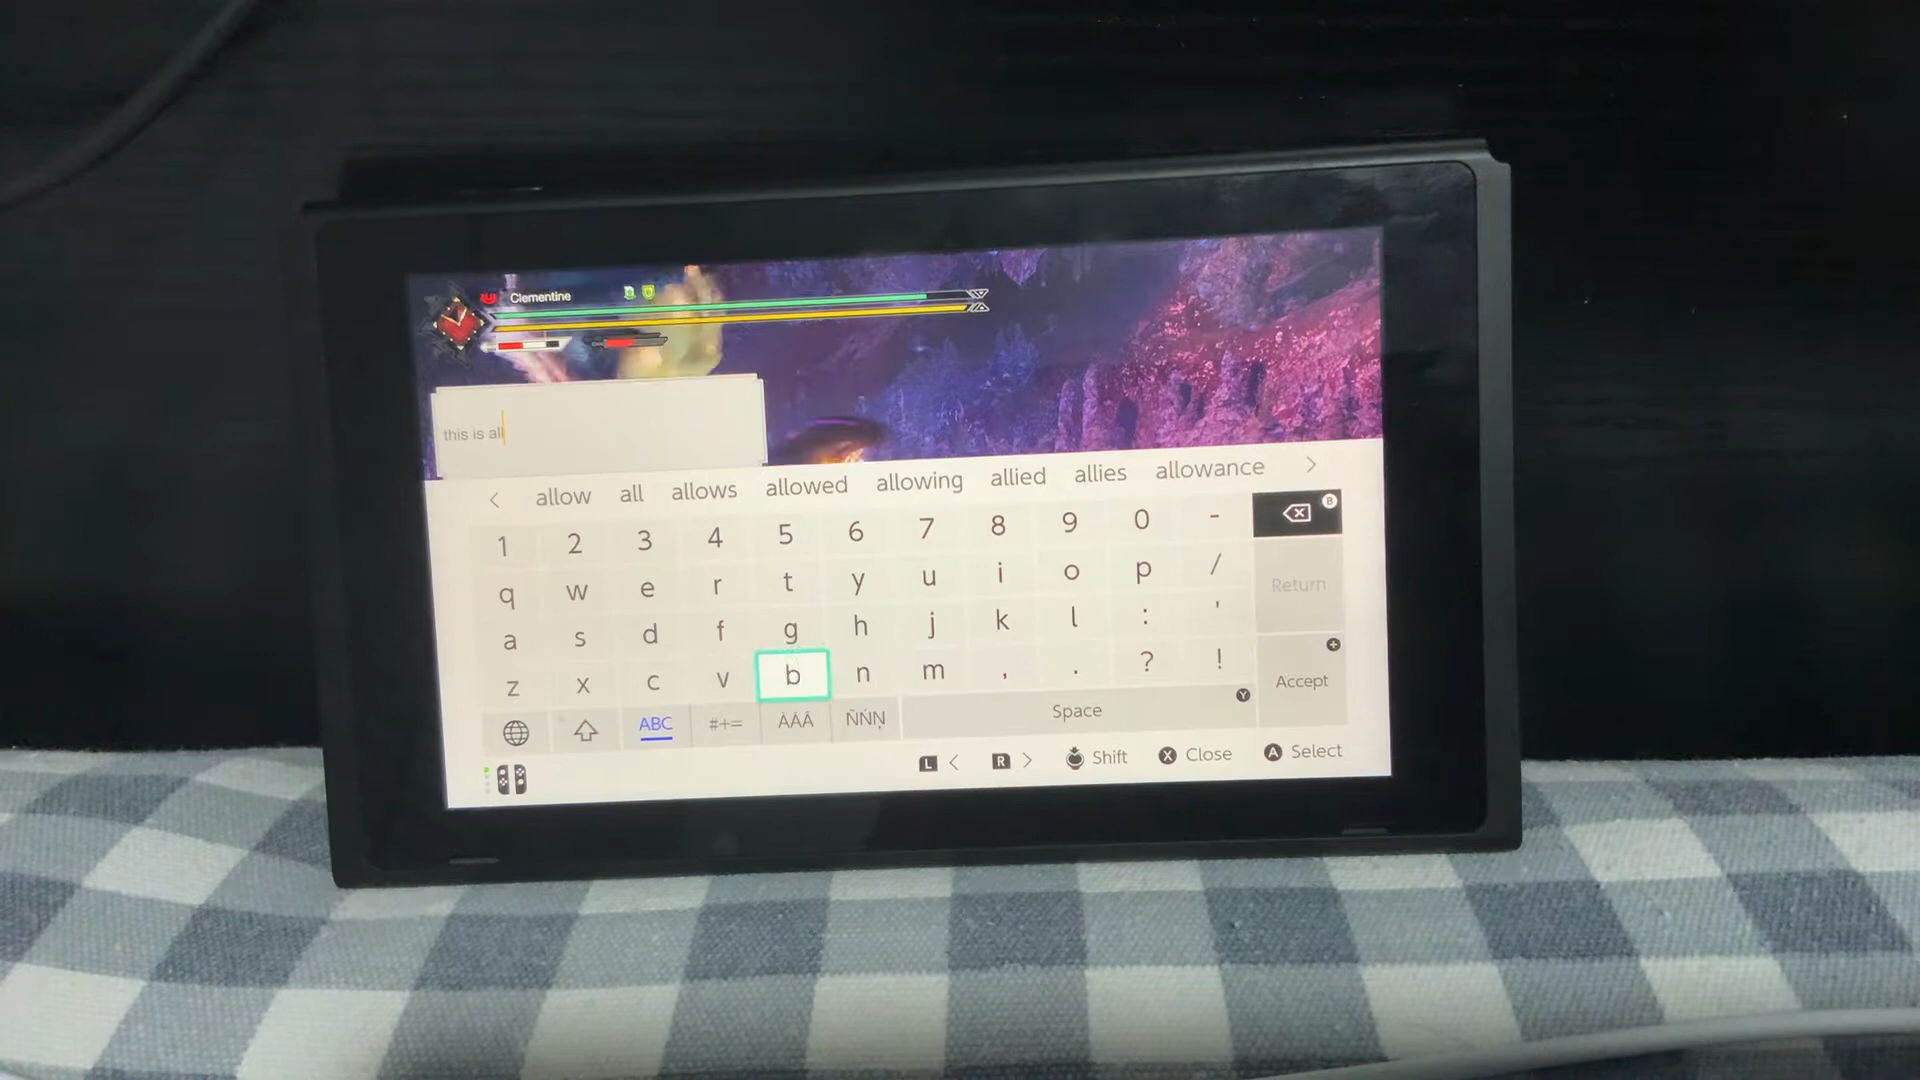 Clementine
this is all
allow all allows allowed allowing allied allies allowance
1 2 3 4 5 6 7 8 9 0 -
q w e r t y u i o p /
Return
a s d f g h j k l : '
z x c v b n m , . ? !
Accept
ABC #+= ÀÁÂ ÑŃŅ Space
L R Shift X Close A Select